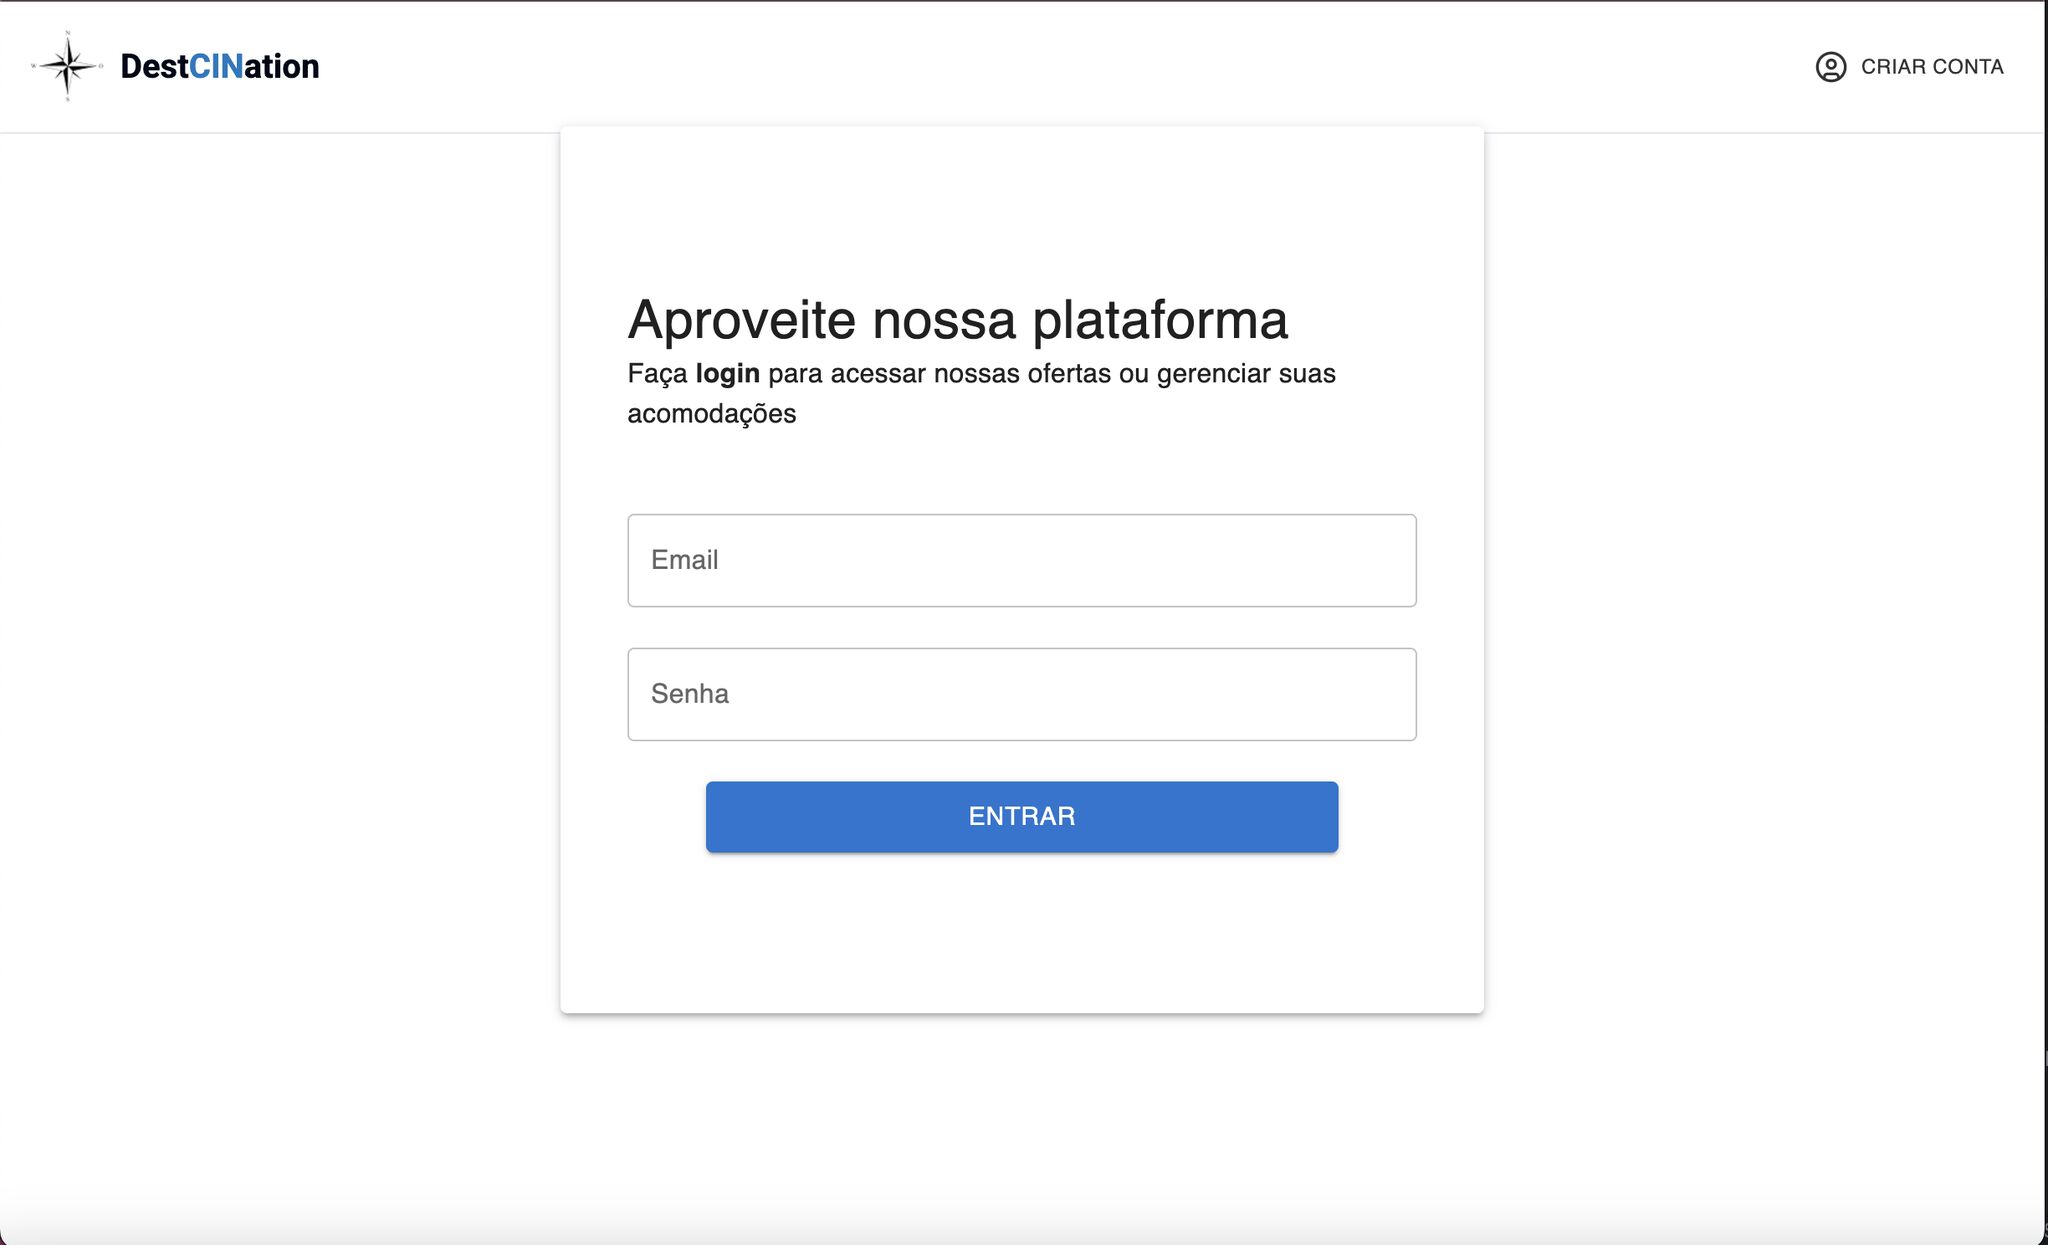 DestCINation
CRIAR CONTA
Aproveite nossa plataforma
Faça login para acessar nossas ofertas ou gerenciar suas
acomodações
Email
Senha
ENTRAR